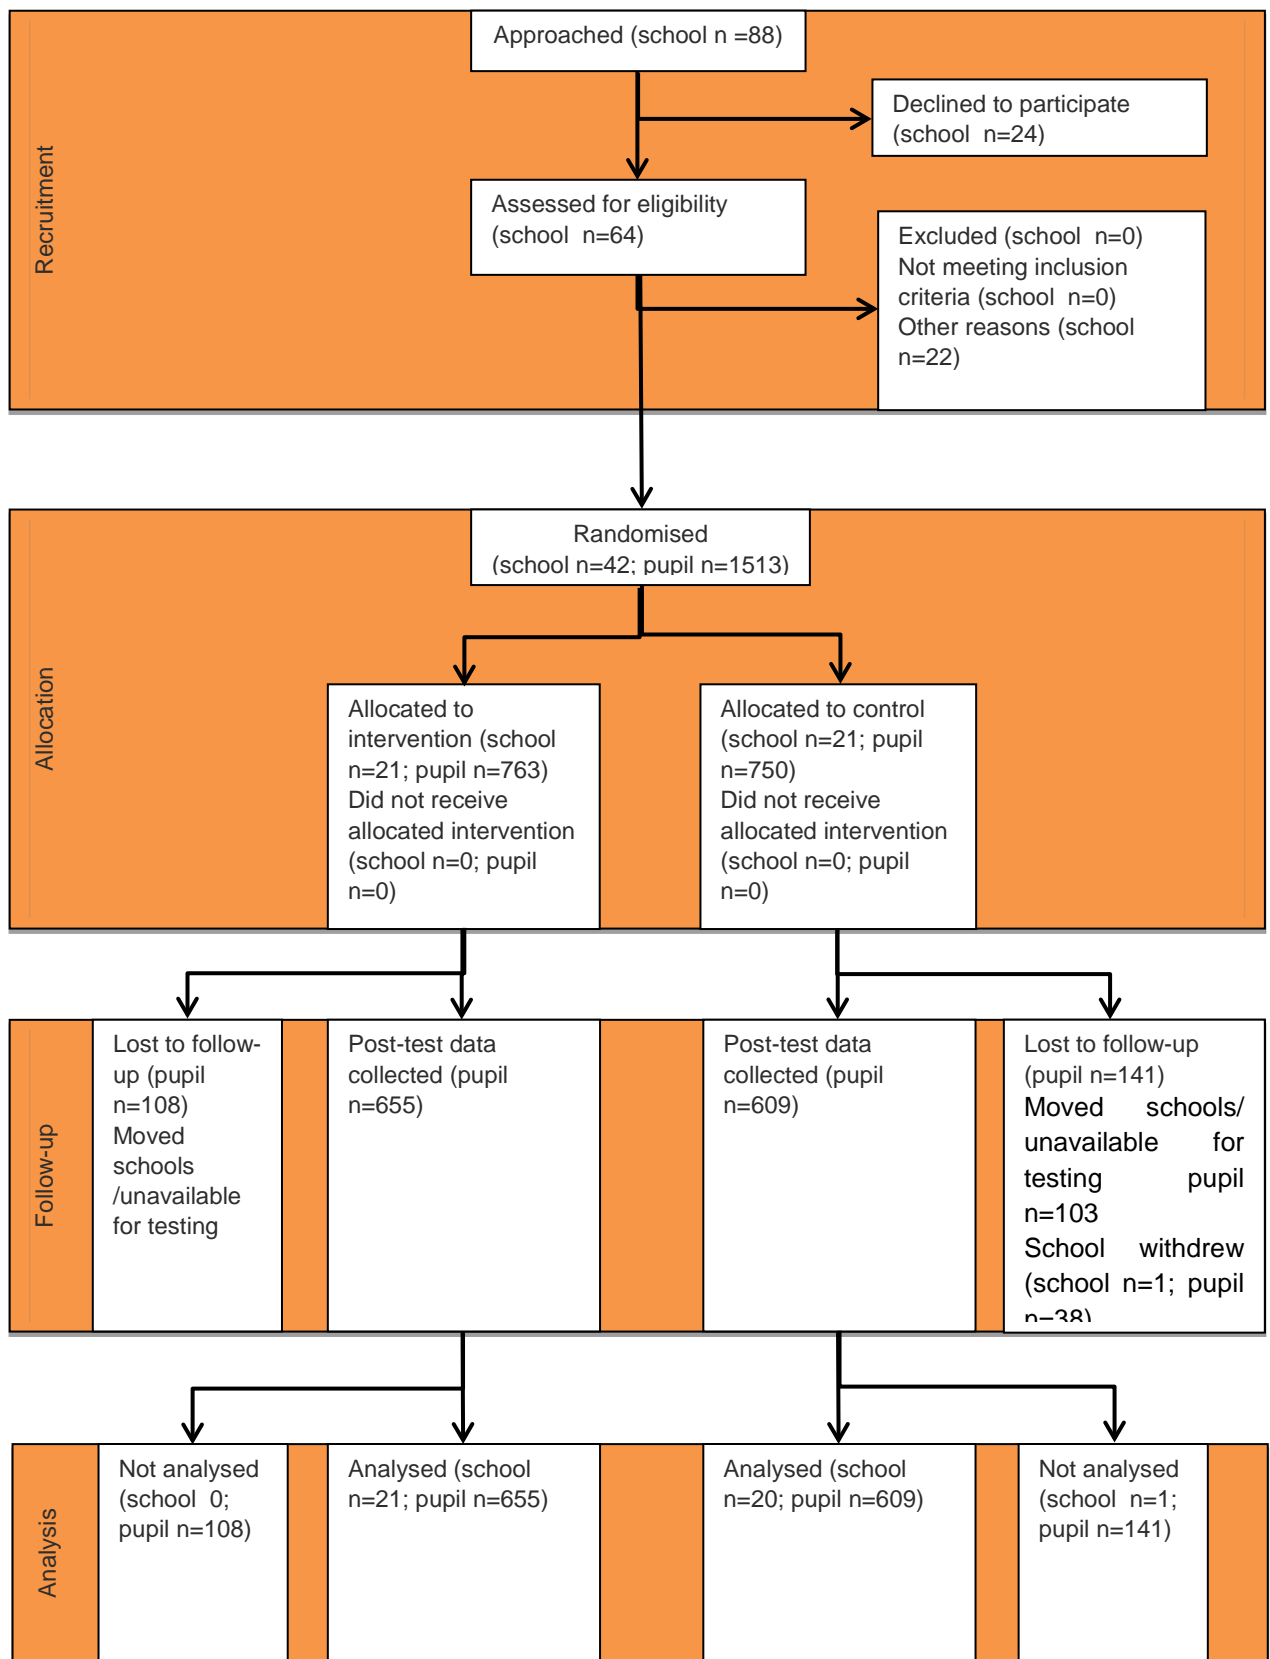 Recruitment
Approached (school n =88)
Declined to participate
(school n=24)
Assessed for eligibility
(school n=64)
Excluded (school n=0)
Not meeting inclusion
criteria (school n=0)
Other reasons (school
n=22)
Allocation
Randomised
(school n=42; pupil n=1513)
Allocated to
intervention (school
n=21; pupil n=763)
Did not receive
allocated intervention
(school n=0; pupil
n=0)
Allocated to control
(school n=21; pupil
n=750)
Did not receive
allocated intervention
(school n=0; pupil
n=0)
Follow-up
Lost to follow-
up (pupil
n=108)
Moved
schools
/unavailable
for testing
Post-test data
collected (pupil
n=655)
Post-test data
collected (pupil
n=609)
Lost to follow-up
(pupil n=141)
Moved schools/
unavailable for
testing pupil
n=103
School withdrew
(school n=1; pupil
n=38)
Analysis
Not analysed
(school 0;
pupil n=108)
Analysed (school
n=21; pupil n=655)
Analysed (school
n=20; pupil n=609)
Not analysed
(school n=1;
pupil n=141)